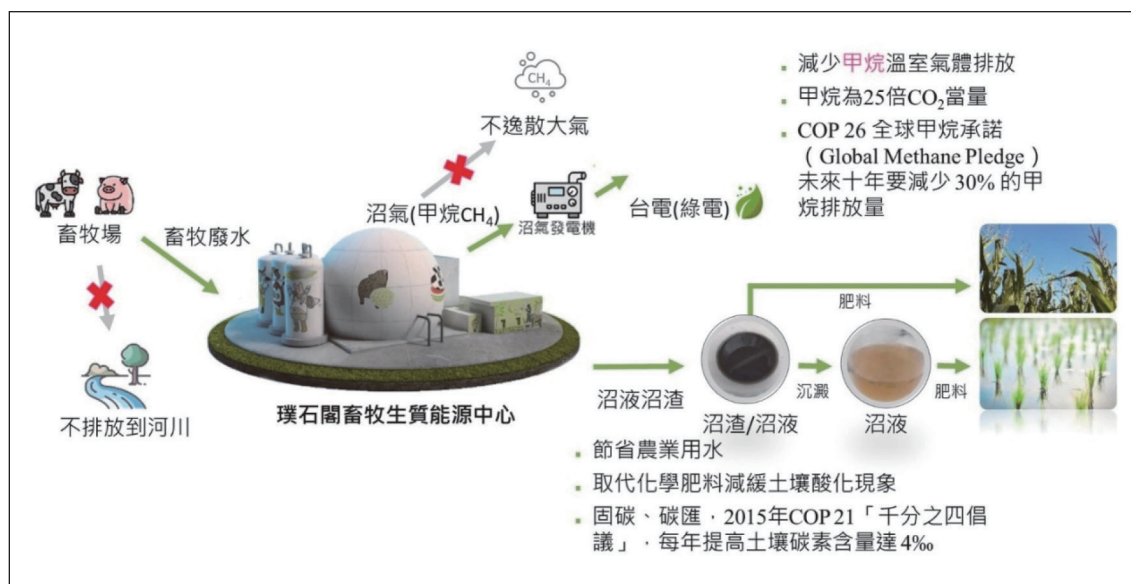 CH₄
不逸散大氣
減少甲烷溫室氣體排放
甲烷為25倍CO₂當量
COP 26 全球甲烷承諾
（Global Methane Pledge）
未來十年要減少 30% 的甲
烷排放量
畜牧場
畜牧廢水
沼氣(甲烷CH₄)
沼氣發電機
台電(綠電)
不排放到河川
璞石閣畜牧生質能源中心
沼液沼渣
肥料
沼渣/沼液
沉澱
沼液
肥料
節省農業用水
取代化學肥料減緩土壤酸化現象
固碳、碳匯，2015年COP 21「千分之四倡
議」，每年提高土壤碳素含量達 4‰